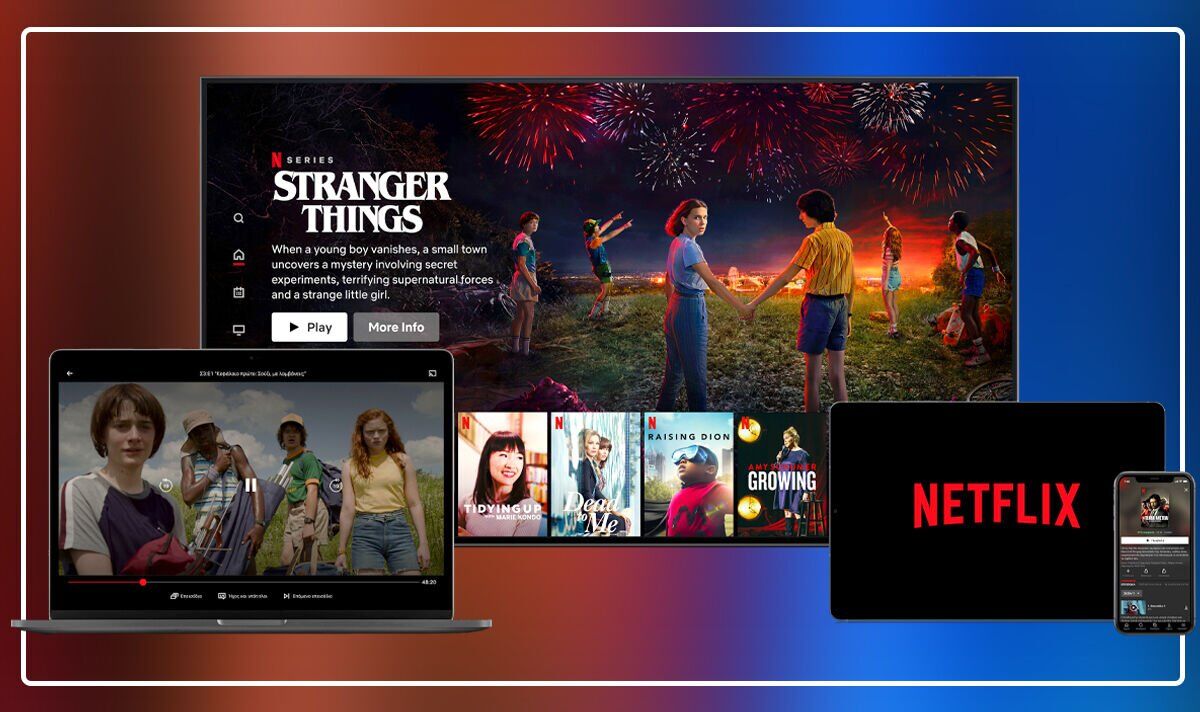 SERIES
STRANGER
THINGS
When a young boy vanishes, a small town
uncovers a mystery involving secret
experiments, terrifying supernatural forces
and a strange little girl.
Play
More Info
Σ3:Ε1 "Κεφάλαιο πρώτο: Σούζι, με λαμβάνεις"
10
10
48:20
Επεισόδια
Ήχος και υπότιτλοι
Επόμενο επεισόδιο
N
TIDYING UP
WITH MARIE KONDO
N
Dead
to Me
N
RAISING DION
N
AMY SCHUMER
GROWING
NETFLIX